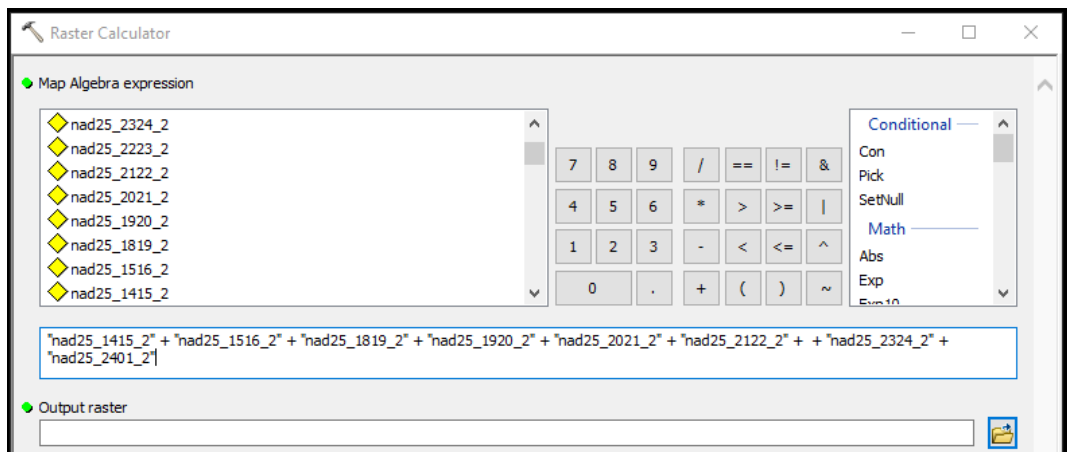 Raster Calculator
Map Algebra expression
nad25_2324_2
nad25_2223_2
nad25_2122_2
nad25_2021_2
nad25_1920_2
nad25_1819_2
nad25_1516_2
nad25_1415_2
7 8 9 / == != &
4 5 6 * > >= |
1 2 3 - < <= ^
0 . + ( ) ~
Conditional
Con
Pick
SetNull
Math
Abs
Exp
Exp10
"nad25_1415_2" + "nad25_1516_2" + "nad25_1819_2" + "nad25_1920_2" + "nad25_2021_2" + "nad25_2122_2" + + "nad25_2324_2" +
"nad25_2401_2"
Output raster